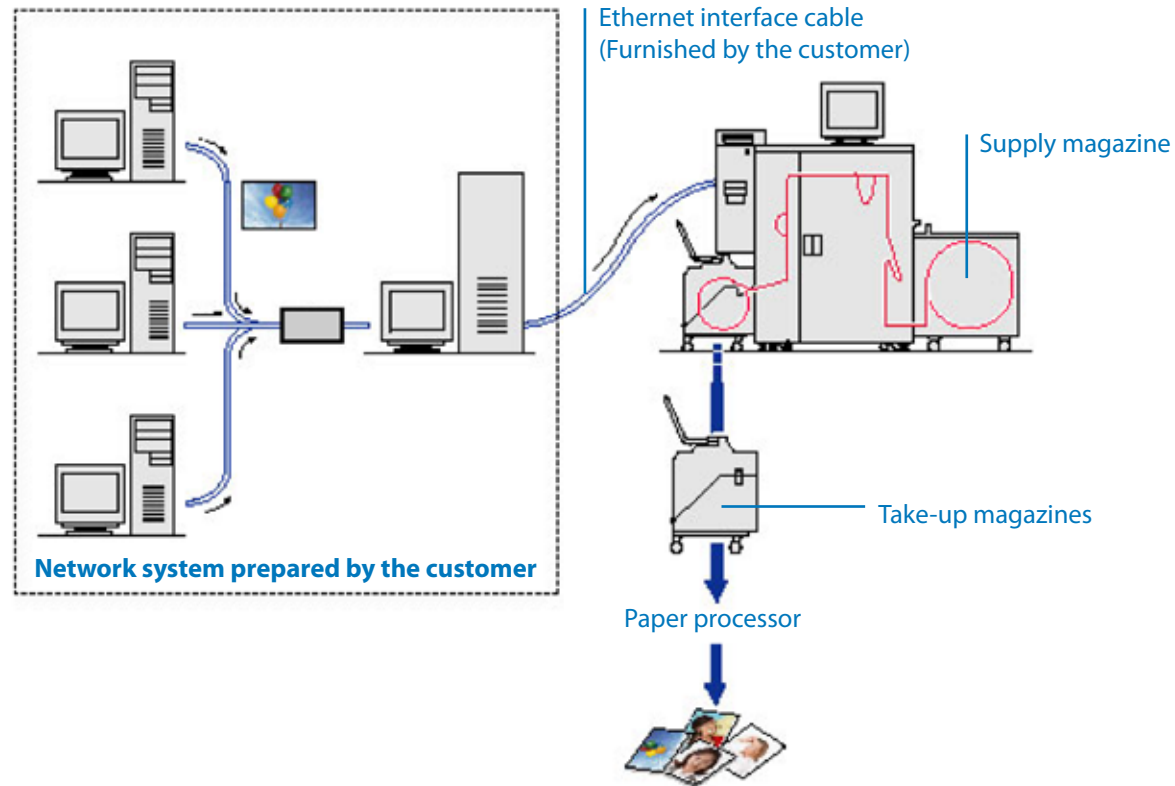 Ethernet interface cable
(Furnished by the customer)
Supply magazine
Take-up magazines
Network system prepared by the customer
Paper processor